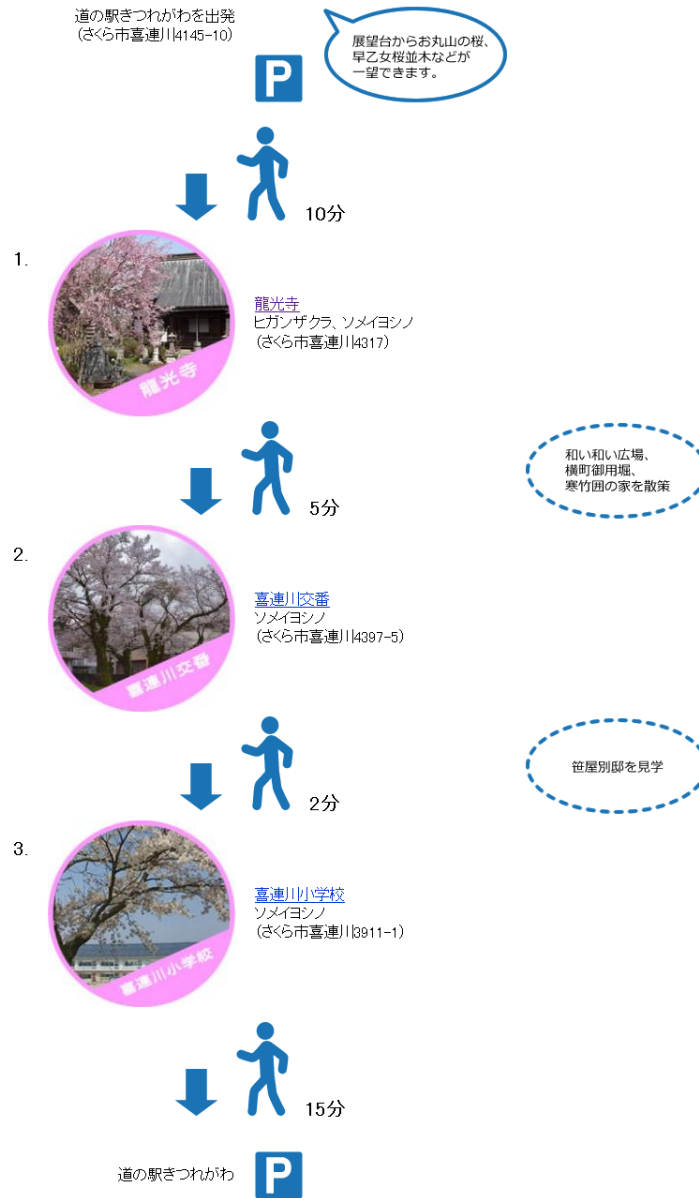 道の駅きつれがわを出発
(さくら市喜連川4145-10)
展望台からお丸山の桜、
早乙女桜並木などが
一望できます。
P
10分
1.
龍光寺
龍光寺
ヒガンザクラ、ソメイヨシノ
(さくら市喜連川4317)
和い和い広場、
横町御用堀、
寒竹囲の家を散策
5分
2.
喜連川交番
喜連川交番
ソメイヨシノ
(さくら市喜連川4397-5)
笹屋別邸を見学
2分
3.
喜連川小学校
喜連川小学校
ソメイヨシノ
(さくら市喜連川3911-1)
15分
道の駅きつれがわ
P